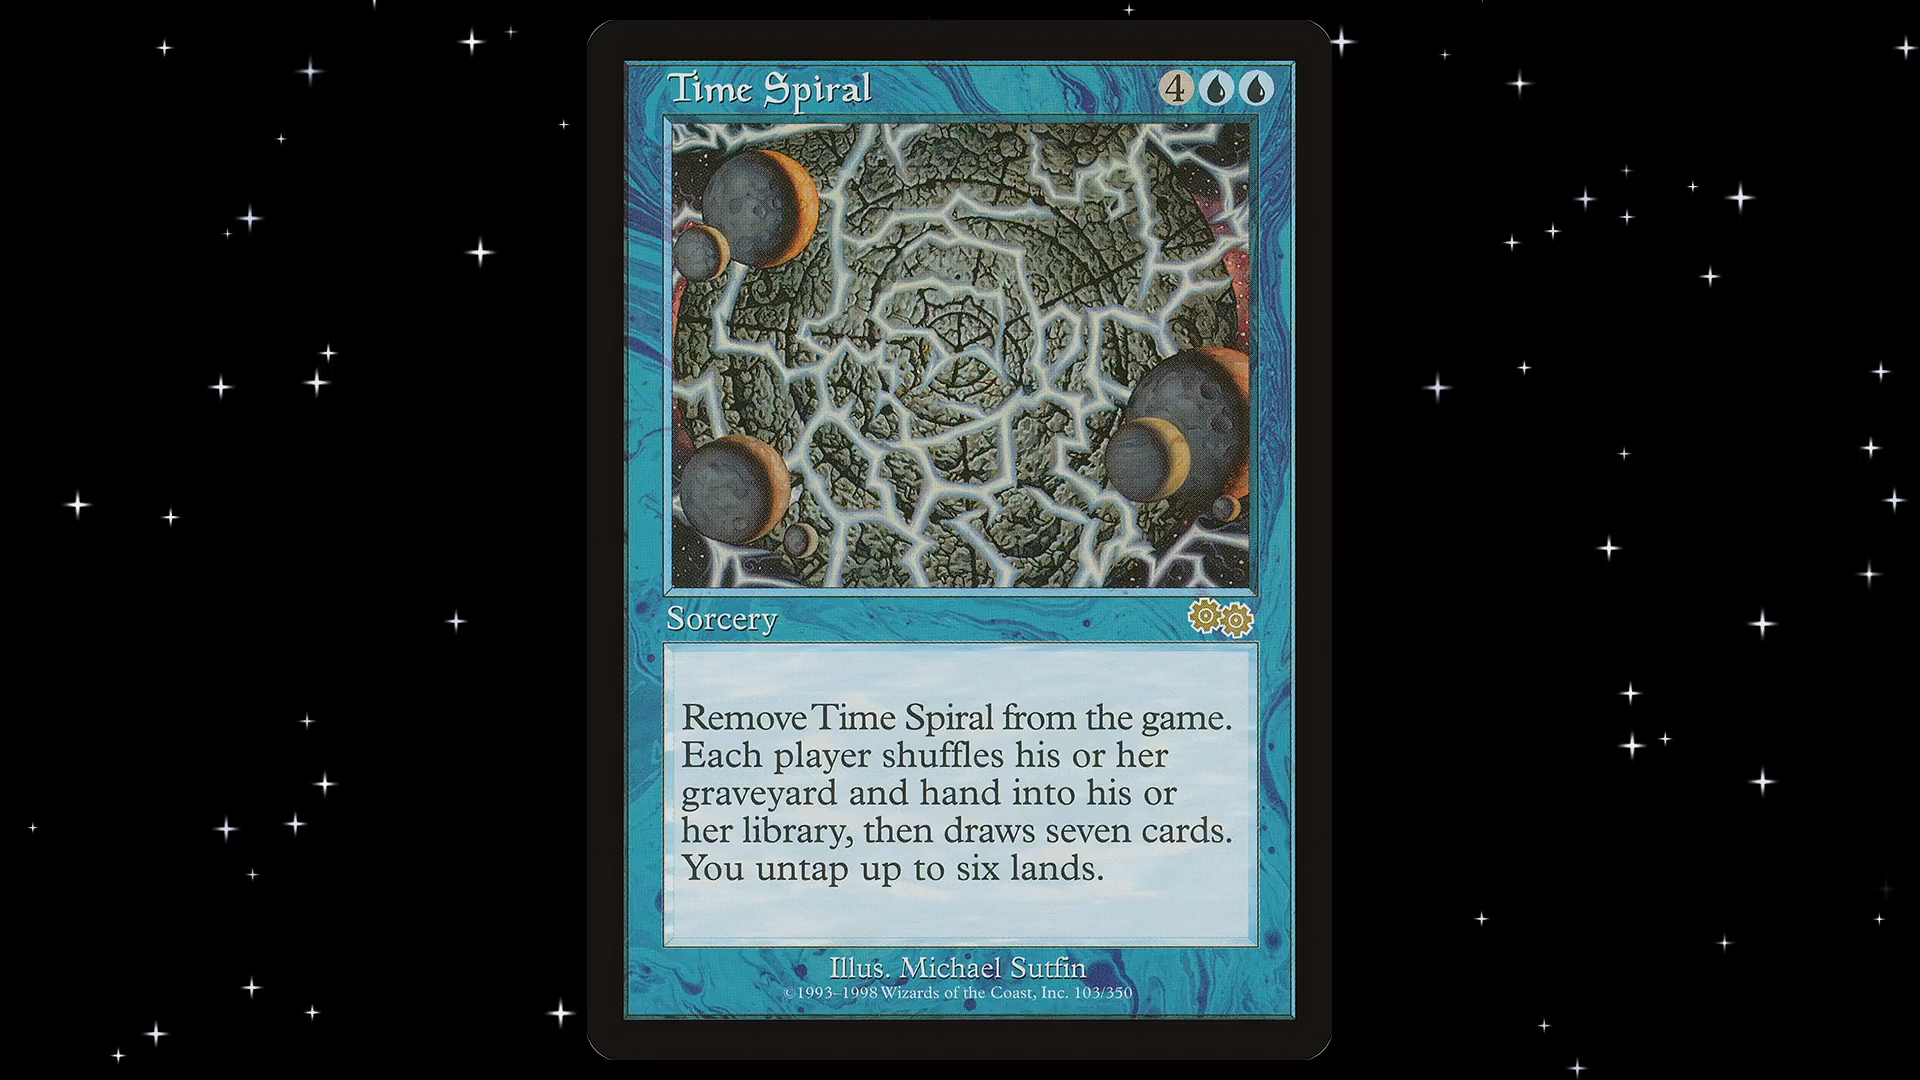 Time Spiral 4
Sorcery
Remove Time Spiral from the game.
Each player shuffles his or her
graveyard and hand into his or
her library, then draws seven cards.
You untap up to six lands.
Illus. Michael Sutfin
©1993–1998 Wizards of the Coast, Inc. 103/350